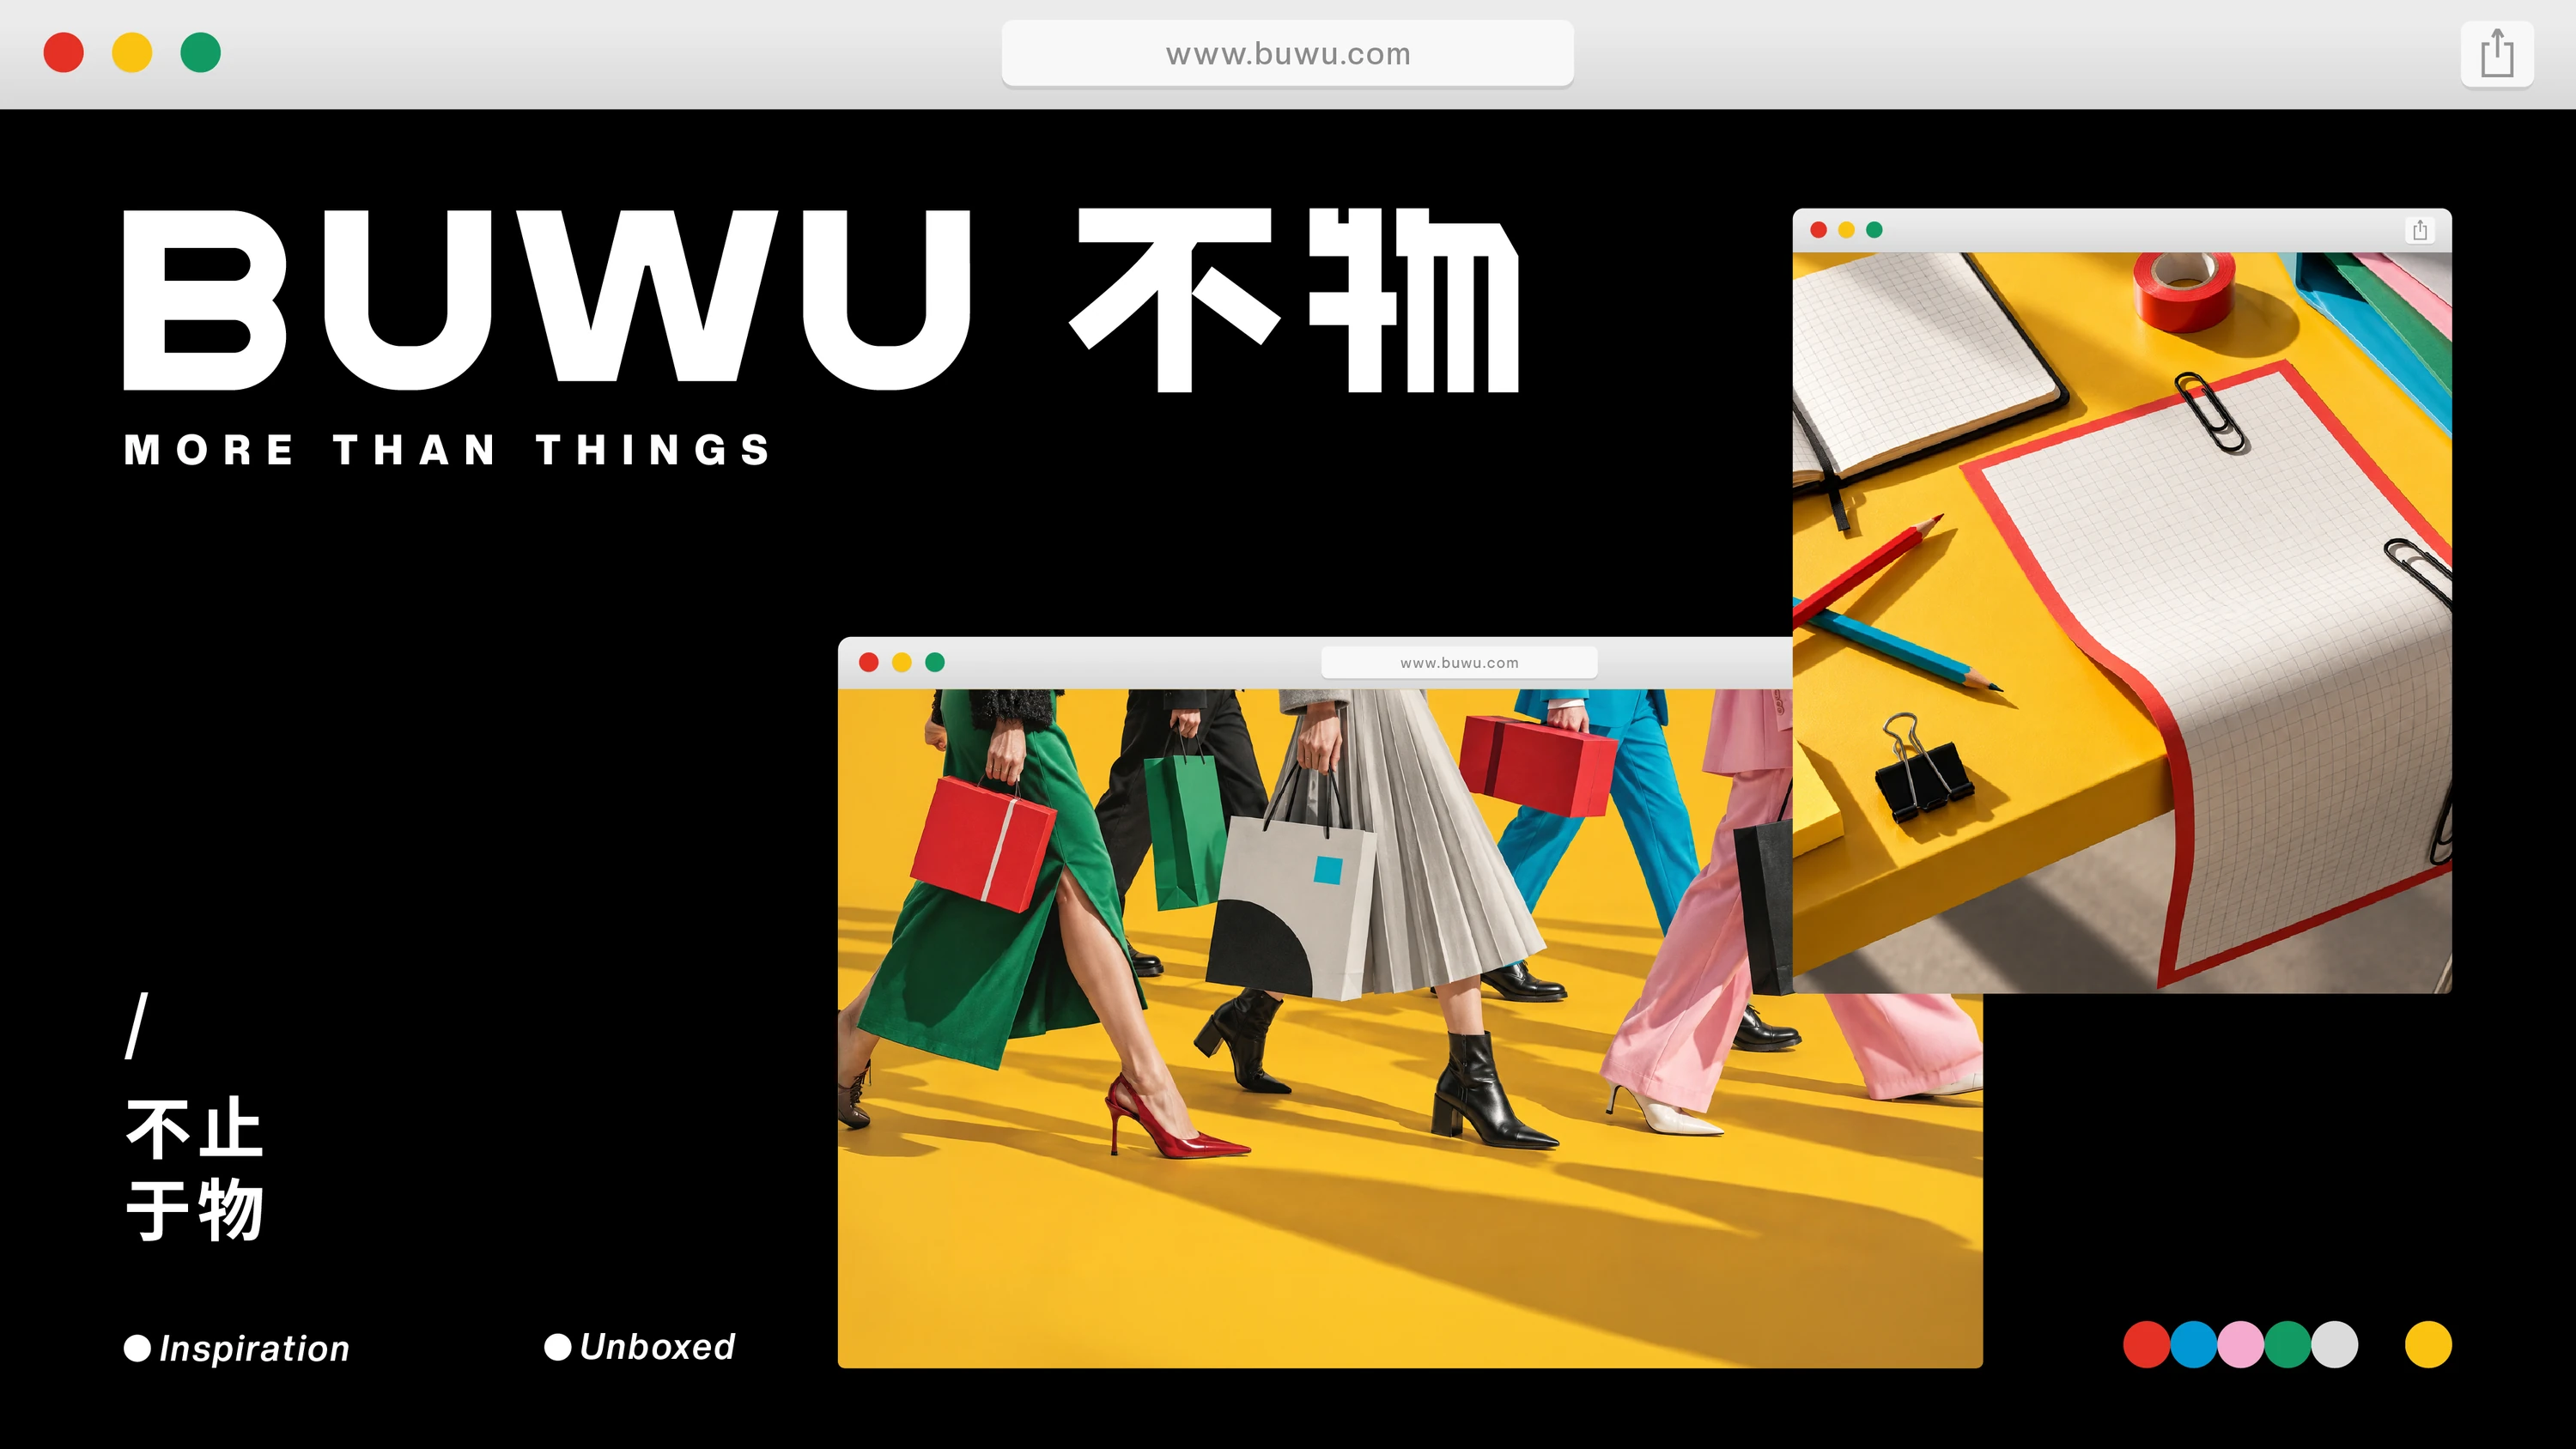 www.buwu.com
BUWU 不物
MORE THAN THINGS
www.buwu.com
/
不止
于物
Inspiration
Unboxed